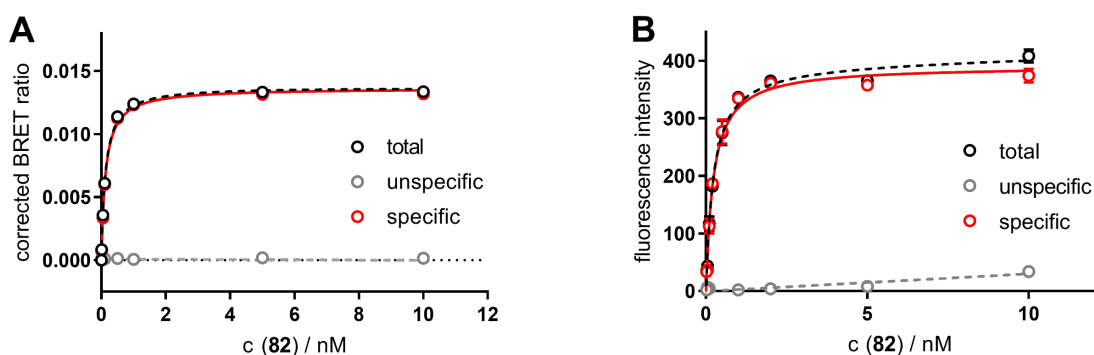 A
corrected BRET ratio
0.015
0.010
0.005
0.000
total
unspecific
specific
0 2 4 6 8 10 12
c (82) / nM
B
fluorescence intensity
400
300
200
100
0
total
unspecific
specific
0 5 10
c (82) / nM